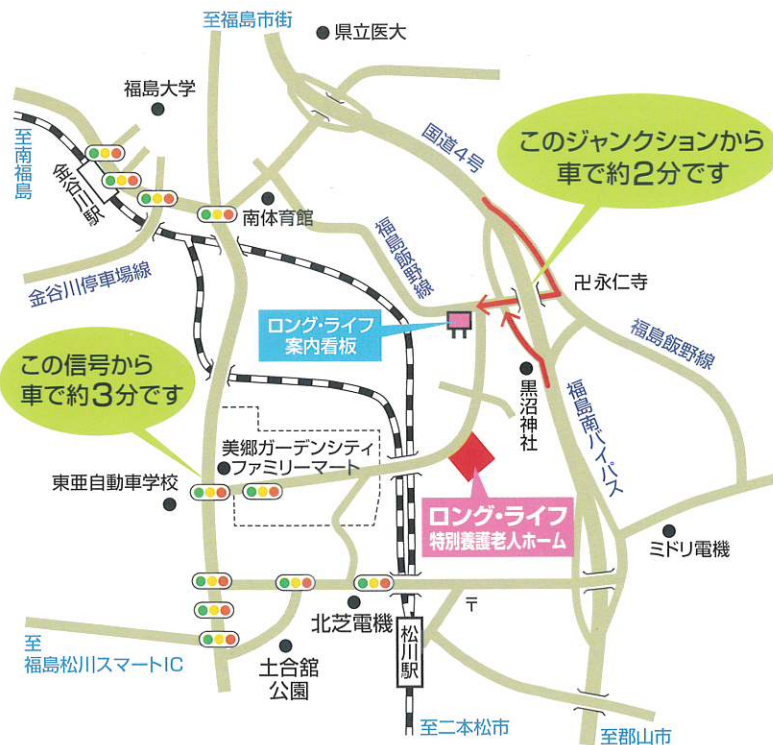 至福島市街
県立医大
福島大学
至南福島
金谷川駅
国道4号
このジャンクションから
車で約2分です
南体育館
福島飯野線
金谷川停車場線
卍永仁寺
ロング・ライフ
案内看板
福島飯野線
この信号から
車で約3分です
黒沼神社
福島南バイパス
美郷ガーデンシティ
ファミリーマート
東亜自動車学校
ロング・ライフ
特別養護老人ホーム
ミドリ電機
〒
北芝電機
松川駅
至
福島松川スマートIC
土合舘
公園
至二本松市
至郡山市